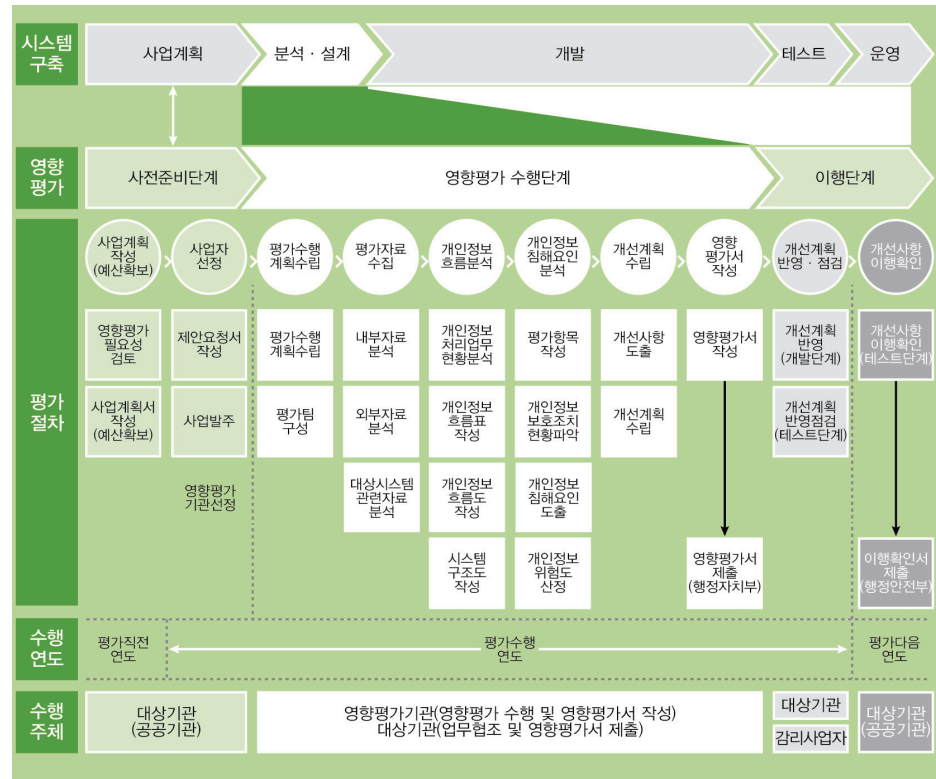 시스템
구축
사업계획
분석·설계
개발
테스트
운영
영향
평가
사전준비단계
영향평가 수행단계
이행단계
평가
절차
사업계획
작성
(예산확보)
사업자
선정
평가수행
계획수립
평가자료
수집
개인정보
흐름분석
개인정보
침해요인
분석
개선계획
수립
영향
평가서
작성
개선계획
반영·점검
개선사항
이행확인
영향평가
필요성
검토
제안요청서
작성
평가수행
계획수립
내부자료
분석
개인정보
처리업무
현황분석
평가항목
작성
개선사항
도출
영향평가서
작성
개선계획
반영
(개발단계)
개선사항
이행확인
(테스트단계)
사업계획서
작성
(예산확보)
사업발주
평가팀
구성
외부자료
분석
개인정보
흐름표
작성
개인정보
보호조치
현황파악
개선계획
수립
개선계획
반영점검
(테스트단계)
영향평가
기관선정
대상시스템
관련자료
분석
개인정보
흐름도
작성
개인정보
침해요인
도출
시스템
구조도
작성
개인정보
위험도
산정
영향평가서
제출
(행정자치부)
이행확인서
제출
(행정안전부)
수행
연도
평가직전
연도
평가수행
연도
평가다음
연도
수행
주체
대상기관
(공공기관)
영향평가기관(영향평가 수행 및 영향평가서 작성)
대상기관(업무협조 및 영향평가서 제출)
대상기관
감리사업자
대상기관
(공공기관)